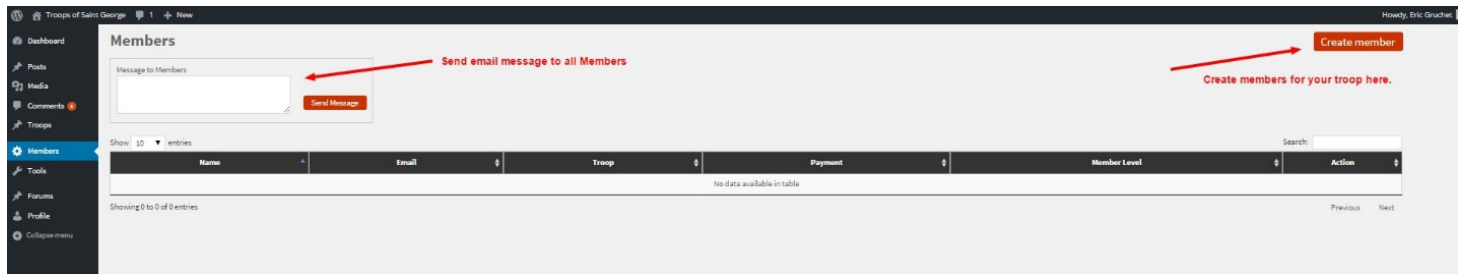 Troops of Saint George 1 + New
Howdy, Eric Gruchet
Dashboard
Posts
Media
Comments
Troops
Members
Tools
Forums
Profile
Collapse menu
Members
Create member
Message to Members
Send email message to all Members
Send Message
Create members for your troop here.
Show 10 entries
Search:
Name Email Troop Payment Member Level Action
No data available in table
Showing 0 to 0 of 0 entries
Previous Next